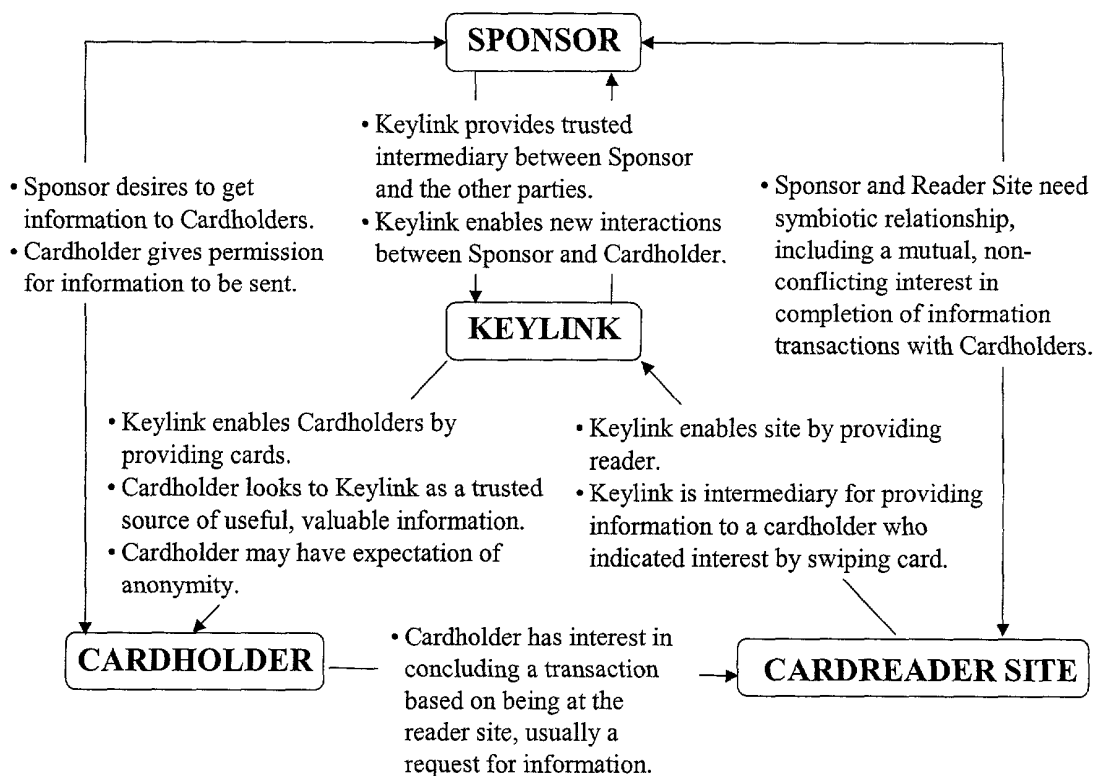 SPONSOR
• Keylink provides trusted
intermediary between Sponsor
and the other parties.
• Keylink enables new interactions
between Sponsor and Cardholder.
• Sponsor desires to get
information to Cardholders.
• Cardholder gives permission
for information to be sent.
• Sponsor and Reader Site need
symbiotic relationship,
including a mutual, non-
conflicting interest in
completion of information
transactions with Cardholders.
KEYLINK
• Keylink enables Cardholders by
providing cards.
• Cardholder looks to Keylink as a trusted
source of useful, valuable information.
• Cardholder may have expectation of
anonymity.
• Keylink enables site by providing
reader.
• Keylink is intermediary for providing
information to a cardholder who
indicated interest by swiping card.
CARDHOLDER
• Cardholder has interest in
concluding a transaction
based on being at the
reader site, usually a
request for information.
CARDREADER SITE